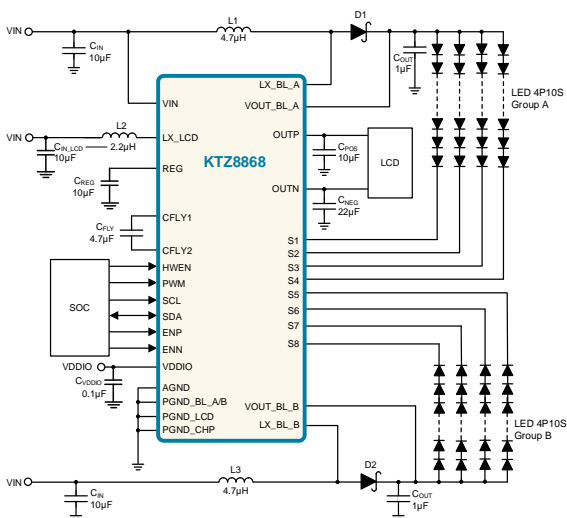 L1
4.7µH
D1
VIN
CIN
10µF
COUT
1µF
LED 4P10S
Group A
LX_BL_A
VIN
VOUT_BL_A
VIN
L2
2.2µH
CIN_LCD
10µF
LX_LCD
KTZ8868
OUTP
CPOS
10µF
LCD
REG
CREG
10µF
OUTN
CNEG
22µF
CFLY1
CFLY
4.7µF
CFLY2
S1
S2
S3
S4
S5
S6
S7
S8
SOC
HWEN
PWM
SCL
SDA
ENP
ENN
VDDIO
VDDIO
CVDDIO
0.1µF
AGND
PGND_BL_A/B
PGND_LCD
PGND_CHP
VOUT_BL_B
LX_BL_B
LED 4P10S
Group B
VIN
CIN
10µF
L3
4.7µH
D2
COUT
1µF